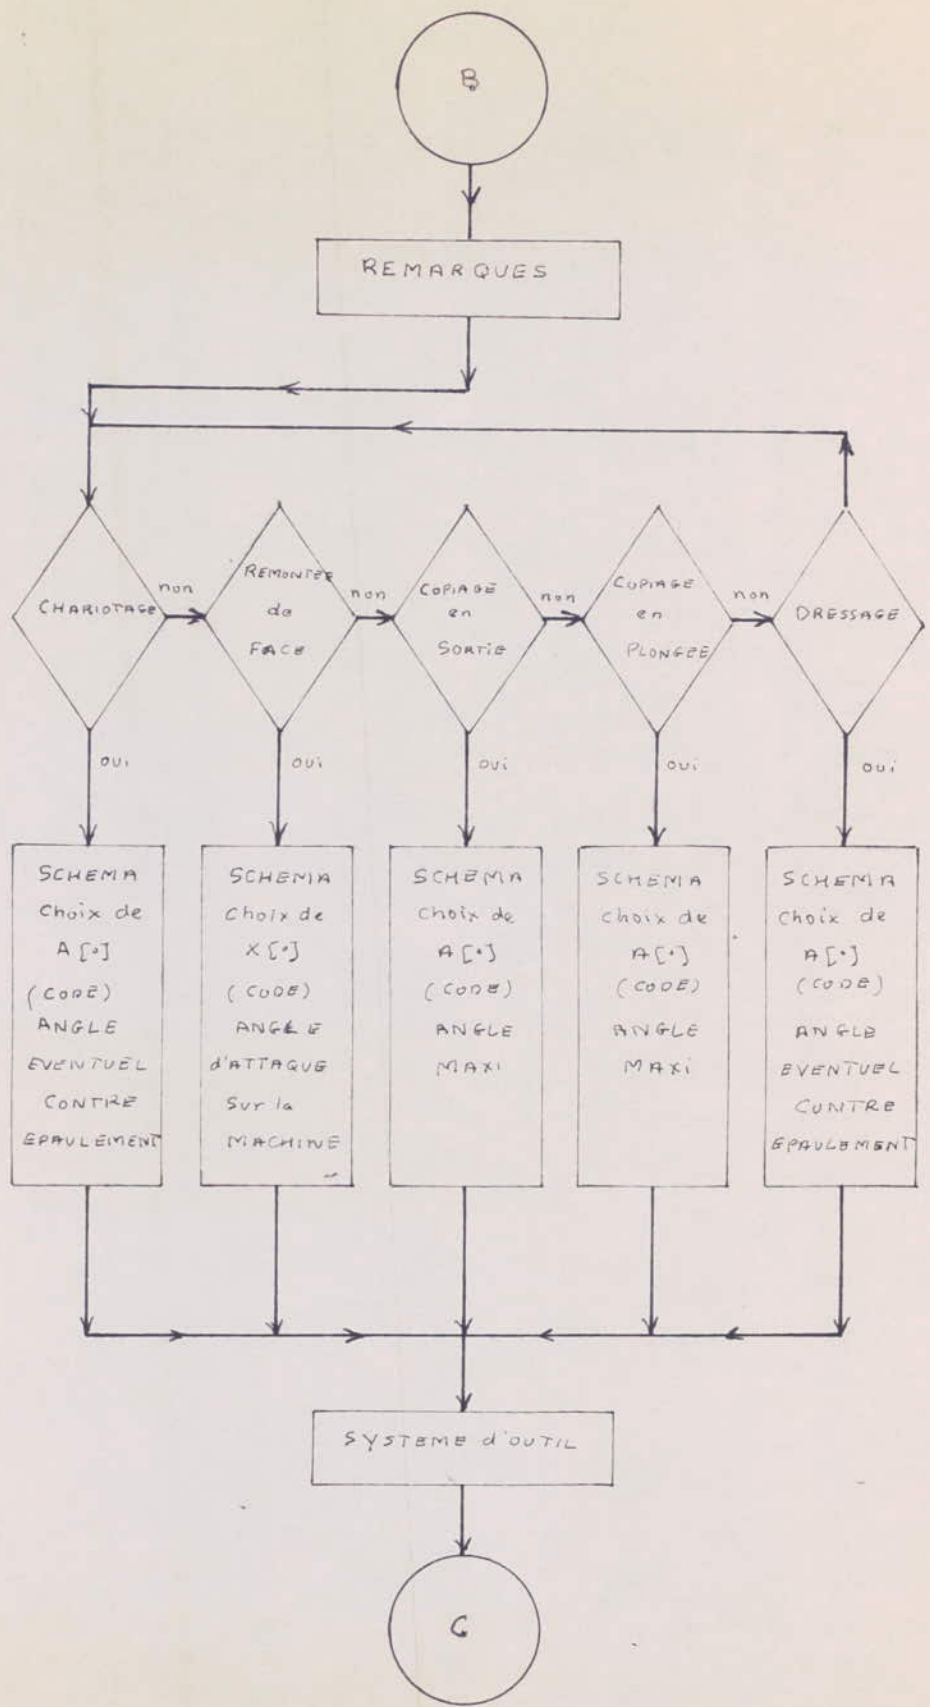 B
REMARQUES
CHARIOTAGE
non
REMONTEE
de
FACE
non
COPIAGE
en
SORTIE
non
COPIAGE
en
PLONGEE
non
DRESSAGE
oui
oui
oui
oui
oui
SCHEMA
Choix de
A [°]
(CODE)
ANGLE
EVENTUEL
CONTRE
EPAULEMENT
SCHEMA
Choix de
X [°]
(CODE)
ANGLE
d'ATTAQUE
Sur la
MACHINE
SCHEMA
Choix de
A [°]
(CODE)
ANGLE
MAXI
SCHEMA
Choix de
A [°]
(CODE)
ANGLE
MAXI
SCHEMA
Choix de
A [°]
(CODE)
ANGLE
EVENTUEL
CONTRE
EPAULEMENT
SYSTEME d'OUTIL
C